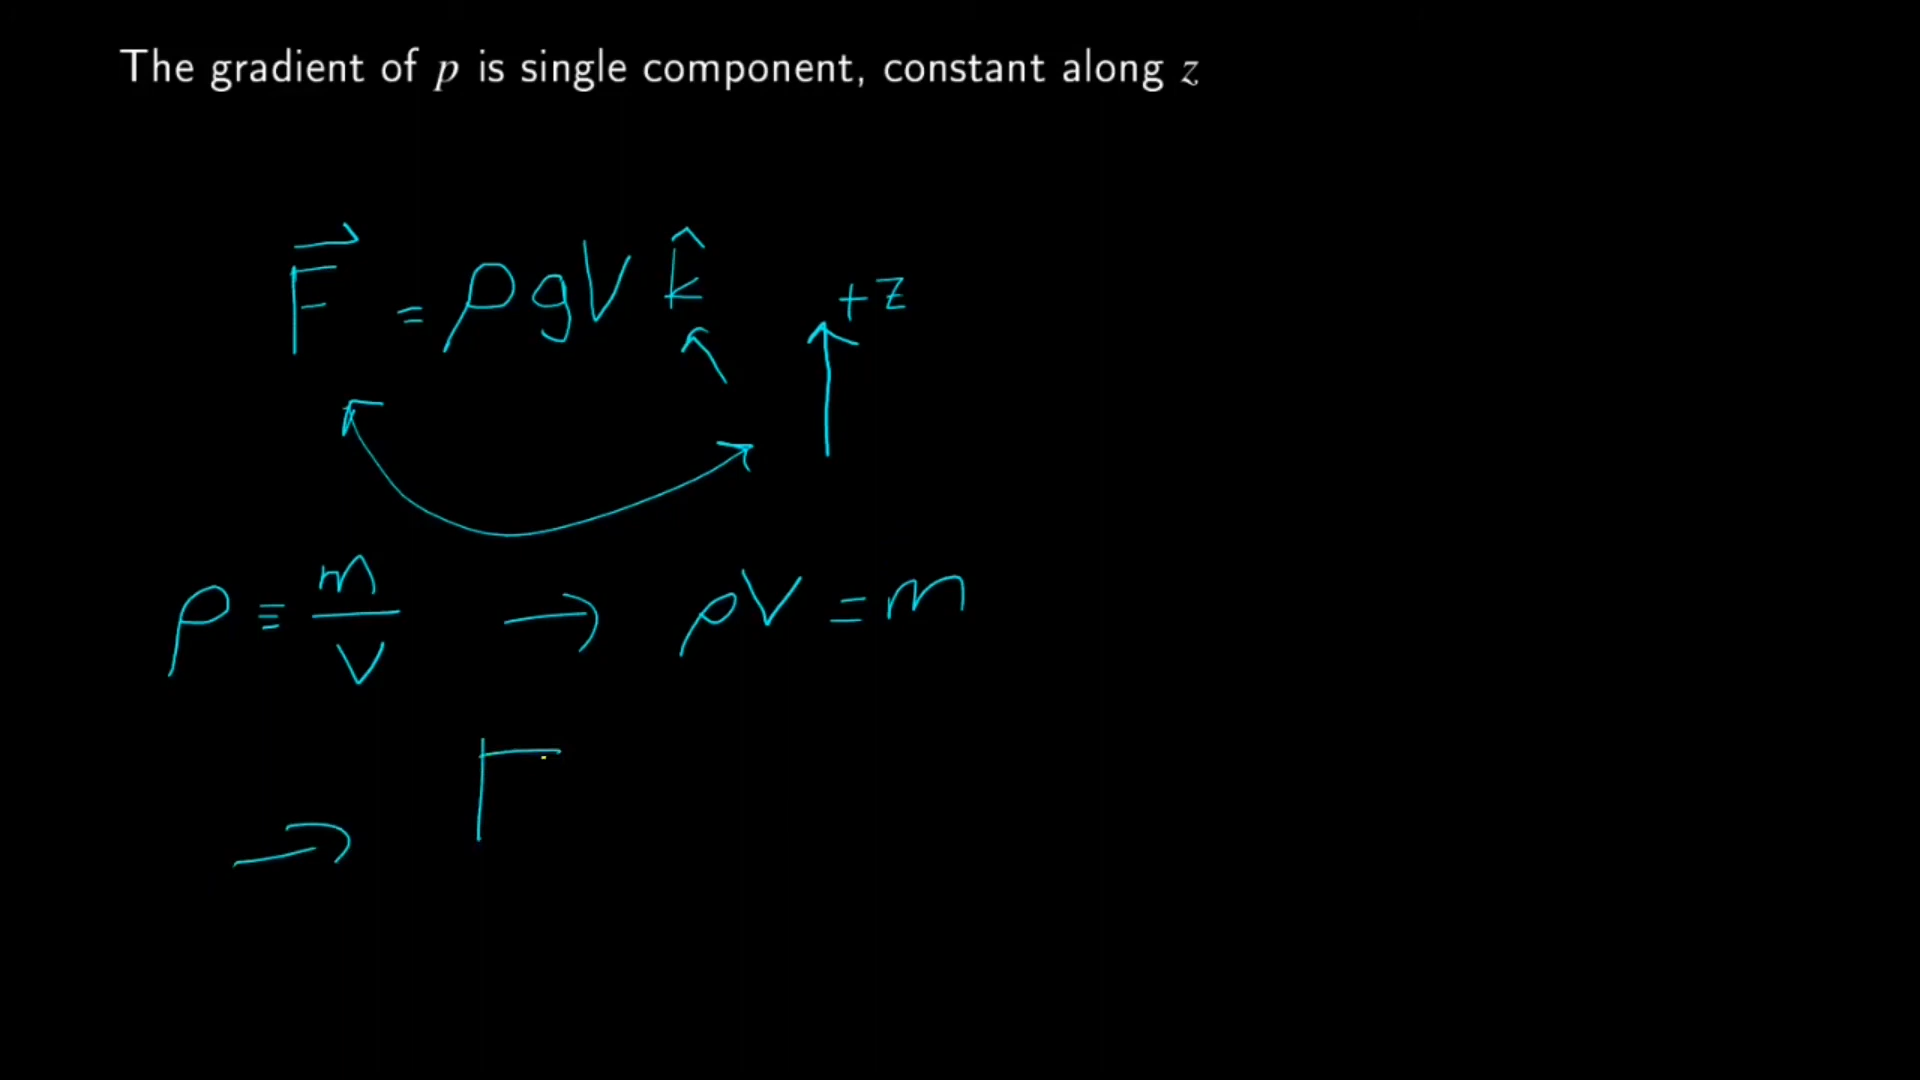 The gradient of p is single component, constant along z
F⃗ = ρgV k̂
+z
ρ ≡ m/V → ρV = m
→